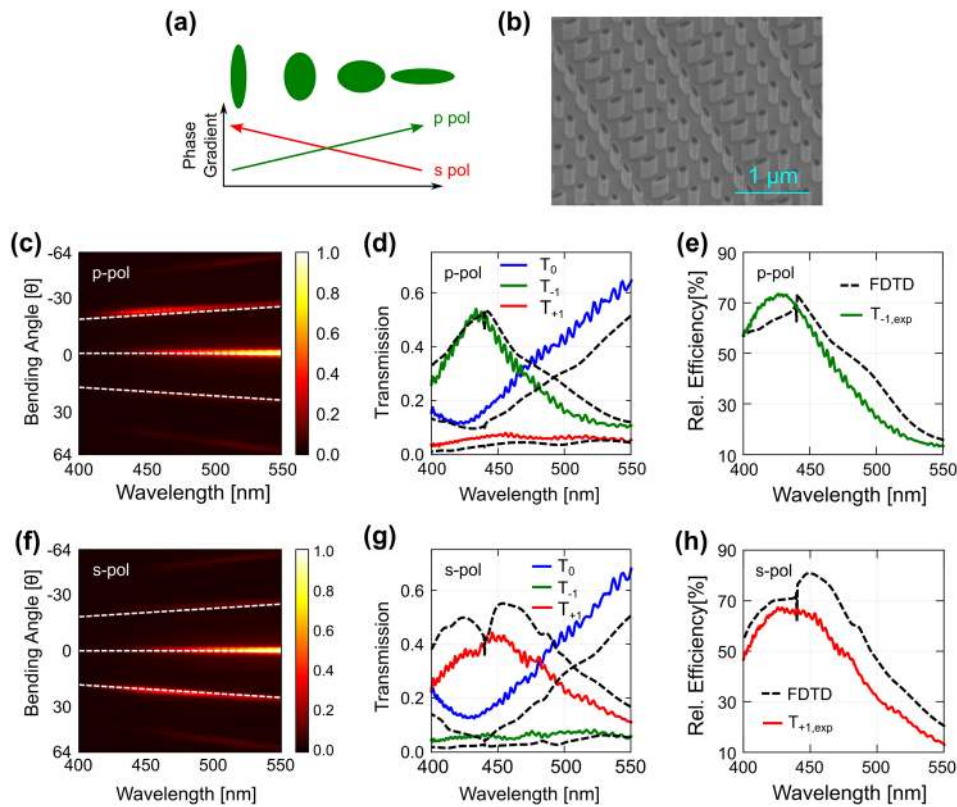 (a)
Phase
Gradient
p pol
s pol
(b)
1 μm
(c)
p-pol
Bending Angle [θ]
-64
-30
0
30
64
400 450 500 550
Wavelength [nm]
1.0
0.8
0.6
0.4
0.2
0.0
(d)
p-pol
T0
T-1
T+1
Transmission
0.6
0.4
0.2
0.0
400 450 500 550
Wavelength [nm]
(e)
p-pol
FDTD
T-1,exp
Rel. Efficiency[%]
90
70
50
30
10
400 450 500 550
Wavelength [nm]
(f)
s-pol
Bending Angle [θ]
-64
-30
0
30
64
400 450 500 550
Wavelength [nm]
1.0
0.8
0.6
0.4
0.2
0.0
(g)
s-pol
T0
T-1
T+1
Transmission
0.6
0.4
0.2
0.0
400 450 500 550
Wavelength [nm]
(h)
s-pol
FDTD
T+1,exp
Rel. Efficiency[%]
90
70
50
30
10
400 450 500 550
Wavelength [nm]